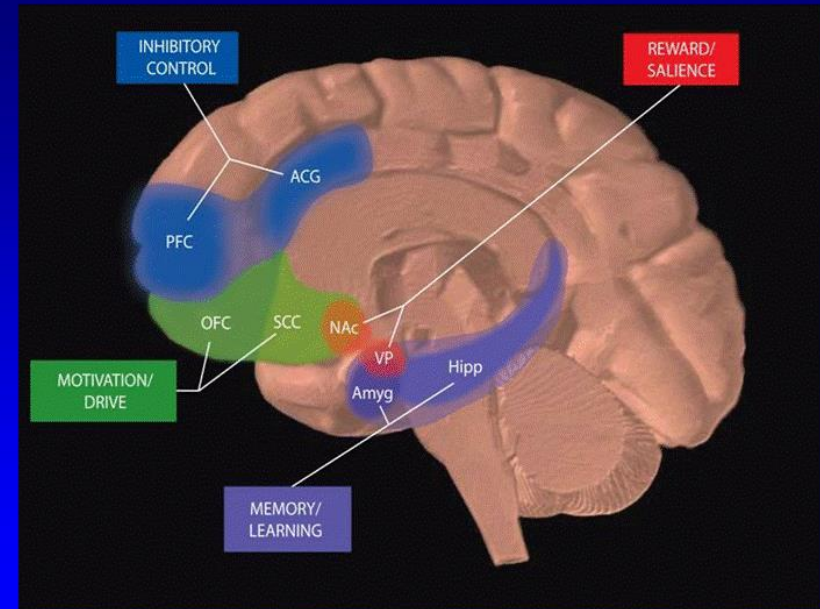 INHIBITORY
CONTROL
REWARD/
SALIENCE
ACG
PFC
OFC
SCC
NAc
VP
Hipp
Amyg
MOTIVATION/
DRIVE
MEMORY/
LEARNING